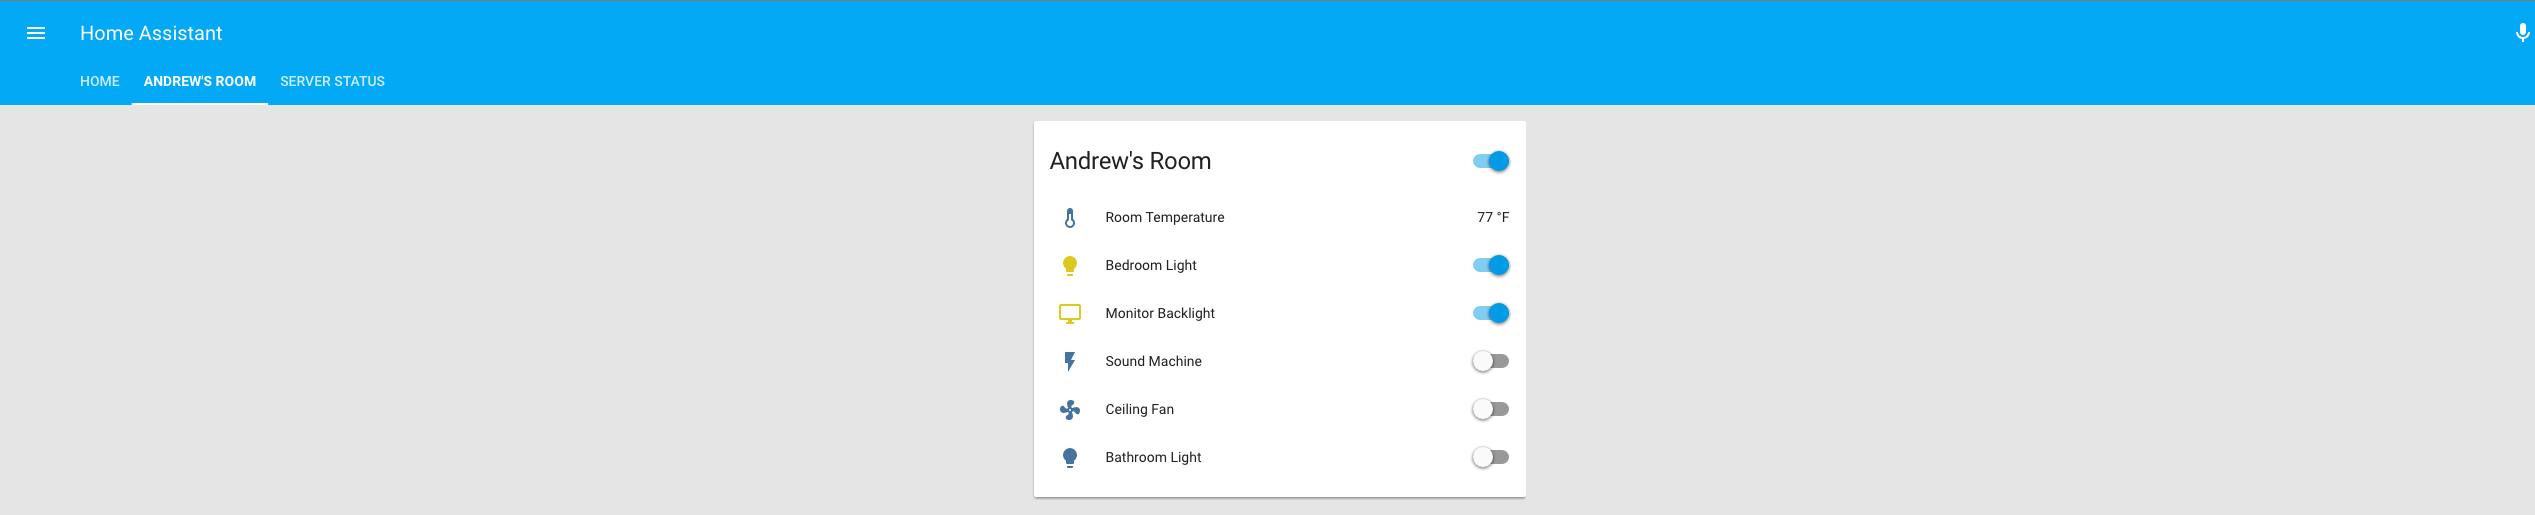 Home Assistant
HOME ANDREW'S ROOM SERVER STATUS
Andrew's Room
Room Temperature 77 °F
Bedroom Light
Monitor Backlight
Sound Machine
Ceiling Fan
Bathroom Light